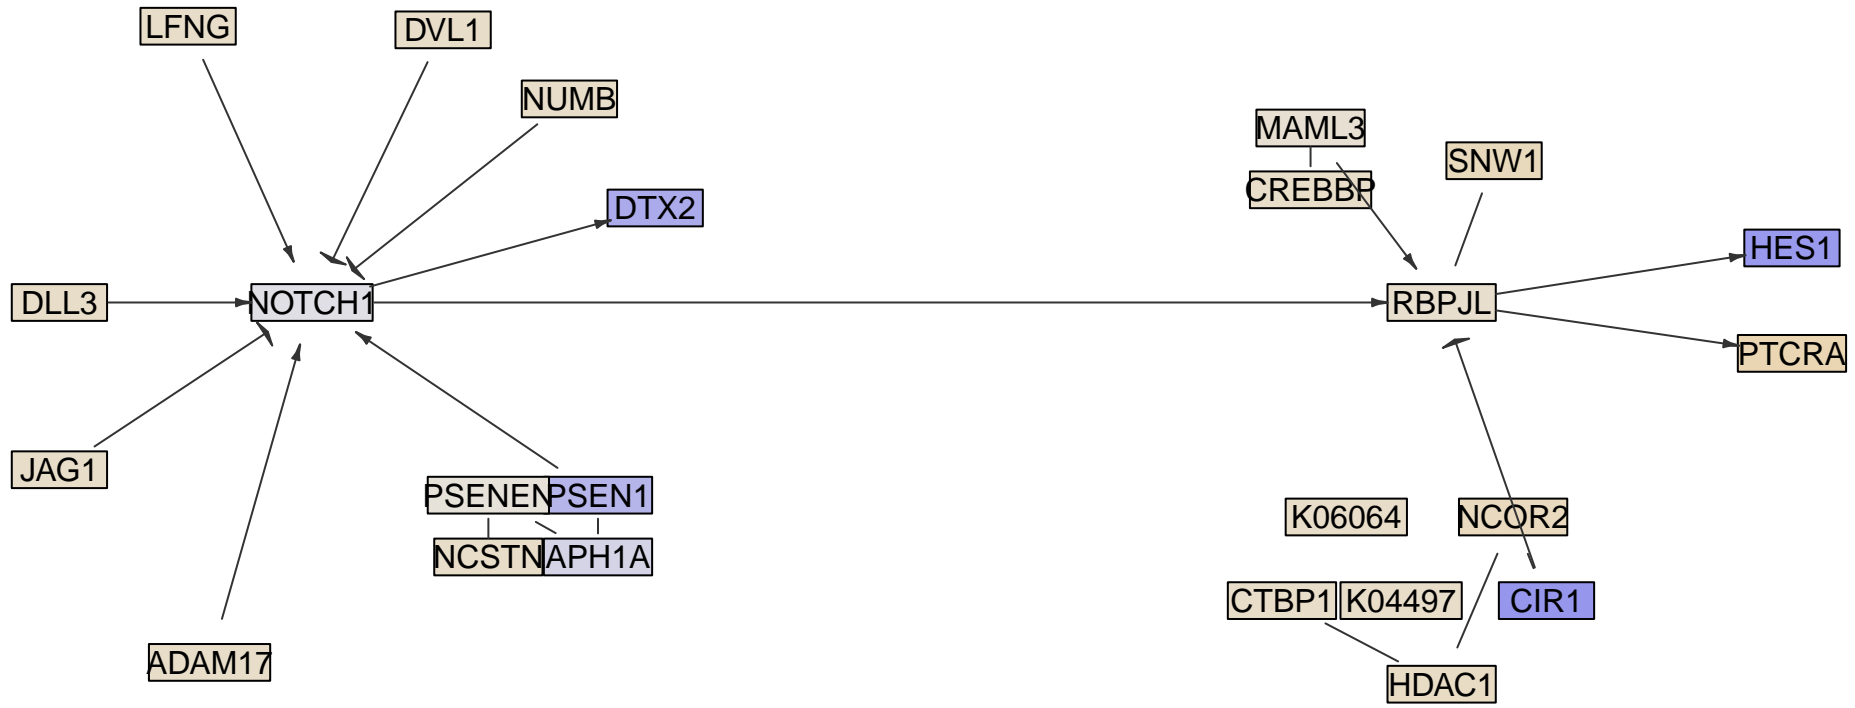 LFNG
DVL1
NUMB
MAML3
SNW1
CREBBP
DTX2
HES1
DLL3
NOTCH1
RBPJL
PTCRA
JAG1
PSENEN
PSEN1
K06064
NCOR2
NCSTN
APH1A
CTBP1
K04497
CIR1
ADAM17
HDAC1